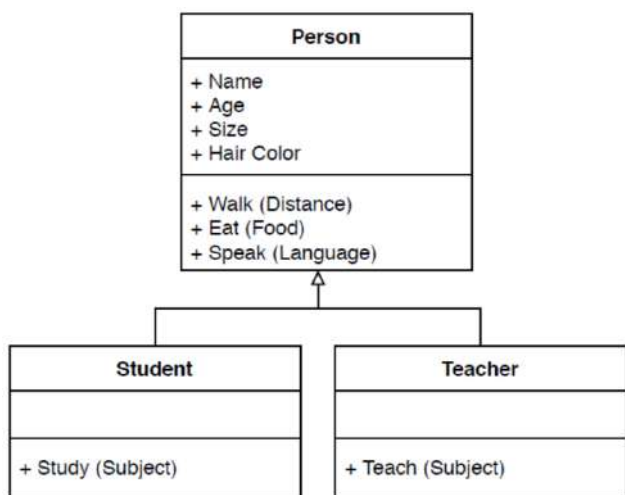 Person
+ Name
+ Age
+ Size
+ Hair Color
+ Walk (Distance)
+ Eat (Food)
+ Speak (Language)
Student
+ Study (Subject)
Teacher
+ Teach (Subject)